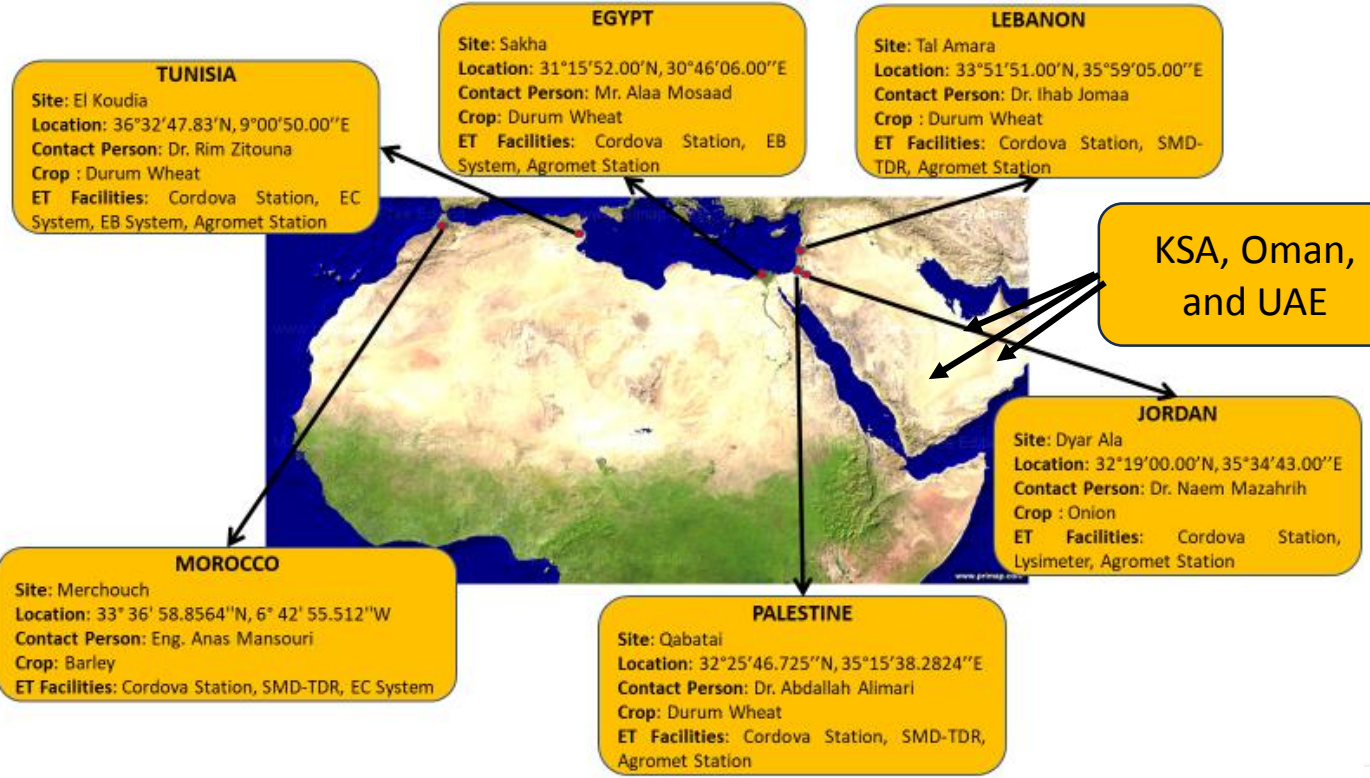 EGYPT
Site: Sakha
Location: 31°15′52.00′N, 30°46′06.00′′E
Contact Person: Mr. Alaa Mosaad
Crop: Durum Wheat
ET Facilities: Cordova Station, EB
System, Agromet Station
LEBANON
Site: Tal Amara
Location: 33°51′51.00′N, 35°59′05.00′′E
Contact Person: Dr. Ihab Jomaa
Crop : Durum Wheat
ET Facilities: Cordova Station, SMD-
TDR, Agromet Station
TUNISIA
Site: El Koudia
Location: 36°32′47.83′N, 9°00′50.00′′E
Contact Person: Dr. Rim Zitouna
Crop : Durum Wheat
ET Facilities: Cordova Station, EC
System, EB System, Agromet Station
KSA, Oman,
and UAE
JORDAN
Site: Dyar Ala
Location: 32°19′00.00′N, 35°34′43.00′′E
Contact Person: Dr. Naem Mazahrih
Crop : Onion
ET Facilities: Cordova Station,
Lysimeter, Agromet Station
www.primap.com
MOROCCO
Site: Merchouch
Location: 33° 36' 58.8564''N, 6° 42' 55.512''W
Contact Person: Eng. Anas Mansouri
Crop: Barley
ET Facilities: Cordova Station, SMD-TDR, EC System
PALESTINE
Site: Qabatai
Location: 32°25′46.725′′N, 35°15′38.2824′′E
Contact Person: Dr. Abdallah Alimari
Crop: Durum Wheat
ET Facilities: Cordova Station, SMD-TDR,
Agromet Station